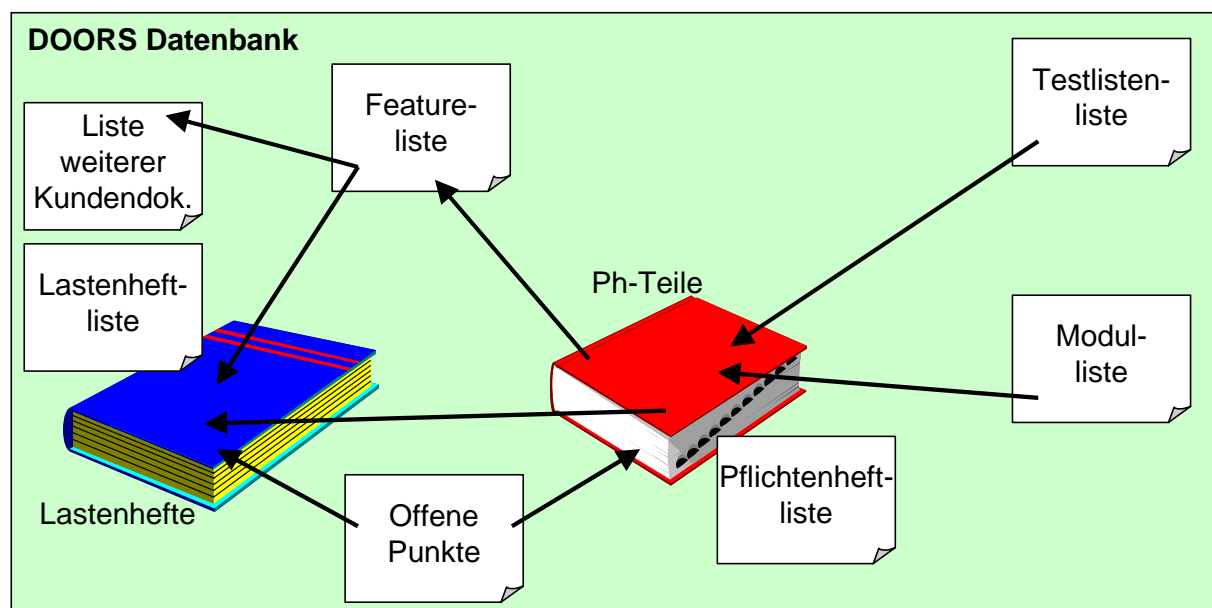 DOORS Datenbank
Liste
weiterer
Kundendok.
Feature-
liste
Testlisten-
liste
Lastenheft-
liste
Ph-Teile
Modul-
liste
Lastenhefte
Offene
Punkte
Pflichtenheft-
liste